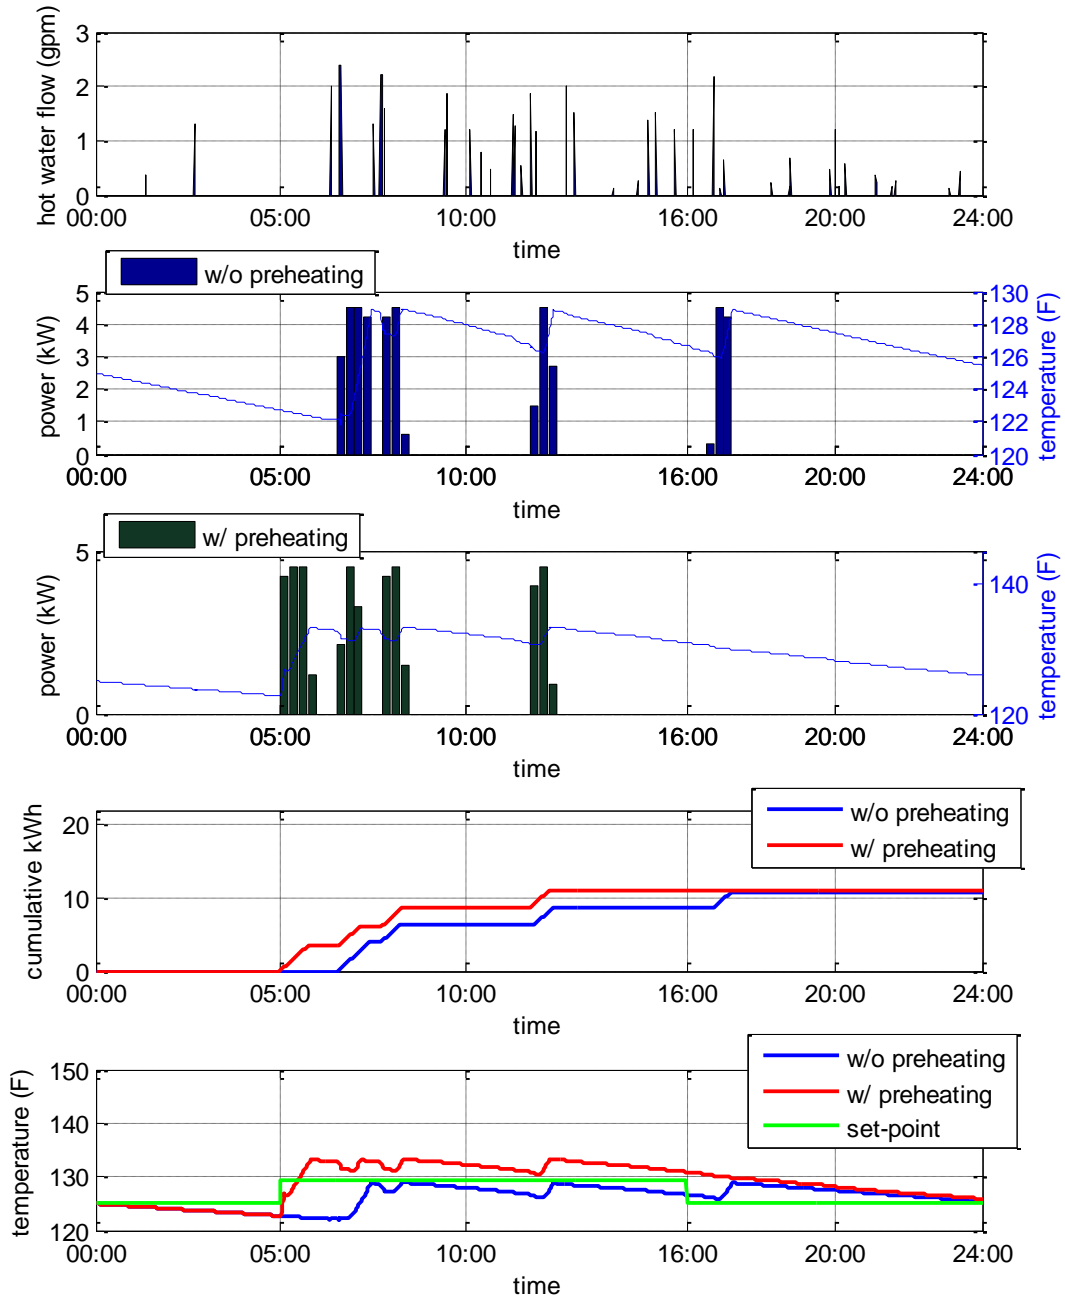 hot water flow (gpm)
3
2
1
0
00:00 05:00 10:00 16:00 20:00 24:00
time
w/o preheating
power (kW)
5
4
3
2
1
0
130
128
126
124
122
120
temperature (F)
00:00 05:00 10:00 16:00 20:00 24:00
time
w/ preheating
power (kW)
5
0
140
120
temperature (F)
00:00 05:00 10:00 16:00 20:00 24:00
time
cumulative kWh
20
10
0
w/o preheating
w/ preheating
00:00 05:00 10:00 16:00 20:00 24:00
time
temperature (F)
150
140
130
120
w/o preheating
w/ preheating
set-point
00:00 05:00 10:00 16:00 20:00 24:00
time